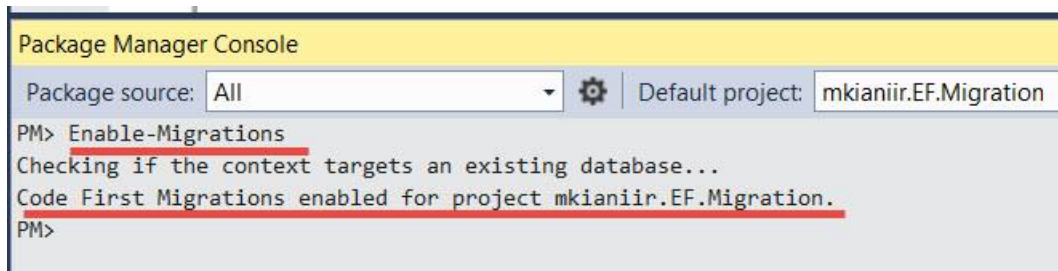 Package Manager Console
Package source: All Default project: mkianiir.EF.Migration
PM> Enable-Migrations
Checking if the context targets an existing database...
Code First Migrations enabled for project mkianiir.EF.Migration.
PM>